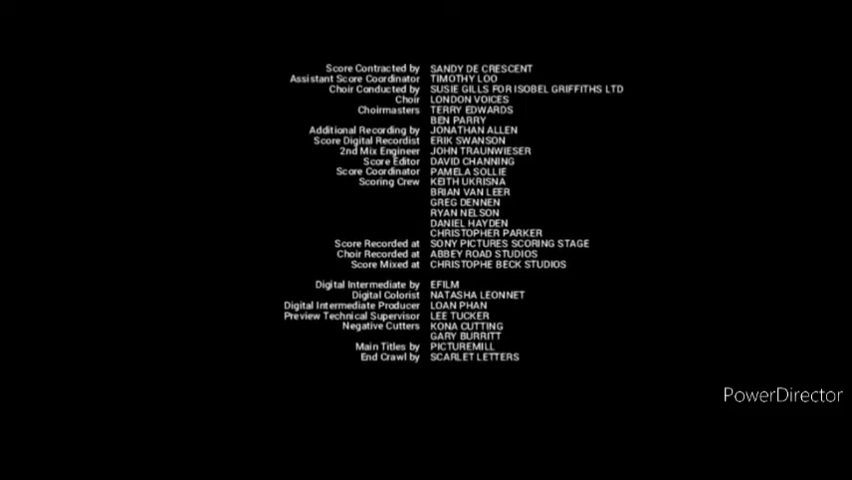 Score Contracted by SANDY DE CRESCENT
Assistant Score Coordinator TIMOTHY LOO
Choir Conducted by SUSIE GILLS FOR ISOBEL GRIFFITHS LTD
Choir LONDON VOICES
Choirmasters TERRY EDWARDS
BEN PARRY
Additional Recording by JONATHAN ALLEN
Score Digital Recordist ERIK SWANSON
2nd Mix Engineer JOHN TRAUNWIESER
Score Editor DAVID CHANNING
Score Coordinator PAMELA SOLLIE
Scoring Crew KEITH UKRISNA
BRIAN VAN LEER
GREG DENNEN
RYAN NELSON
DANIEL HAYDEN
CHRISTOPHER PARKER
Score Recorded at SONY PICTURES SCORING STAGE
Choir Recorded at ABBEY ROAD STUDIOS
Score Mixed at CHRISTOPHE BECK STUDIOS
Digital Intermediate by EFILM
Digital Colorist NATASHA LEONNET
Digital Intermediate Producer LOAN PHAN
Preview Technical Supervisor LEE TUCKER
Negative Cutters KONA CUTTING
GARY BURRITT
Main Titles by PICTUREMILL
End Crawl by SCARLET LETTERS
PowerDirector